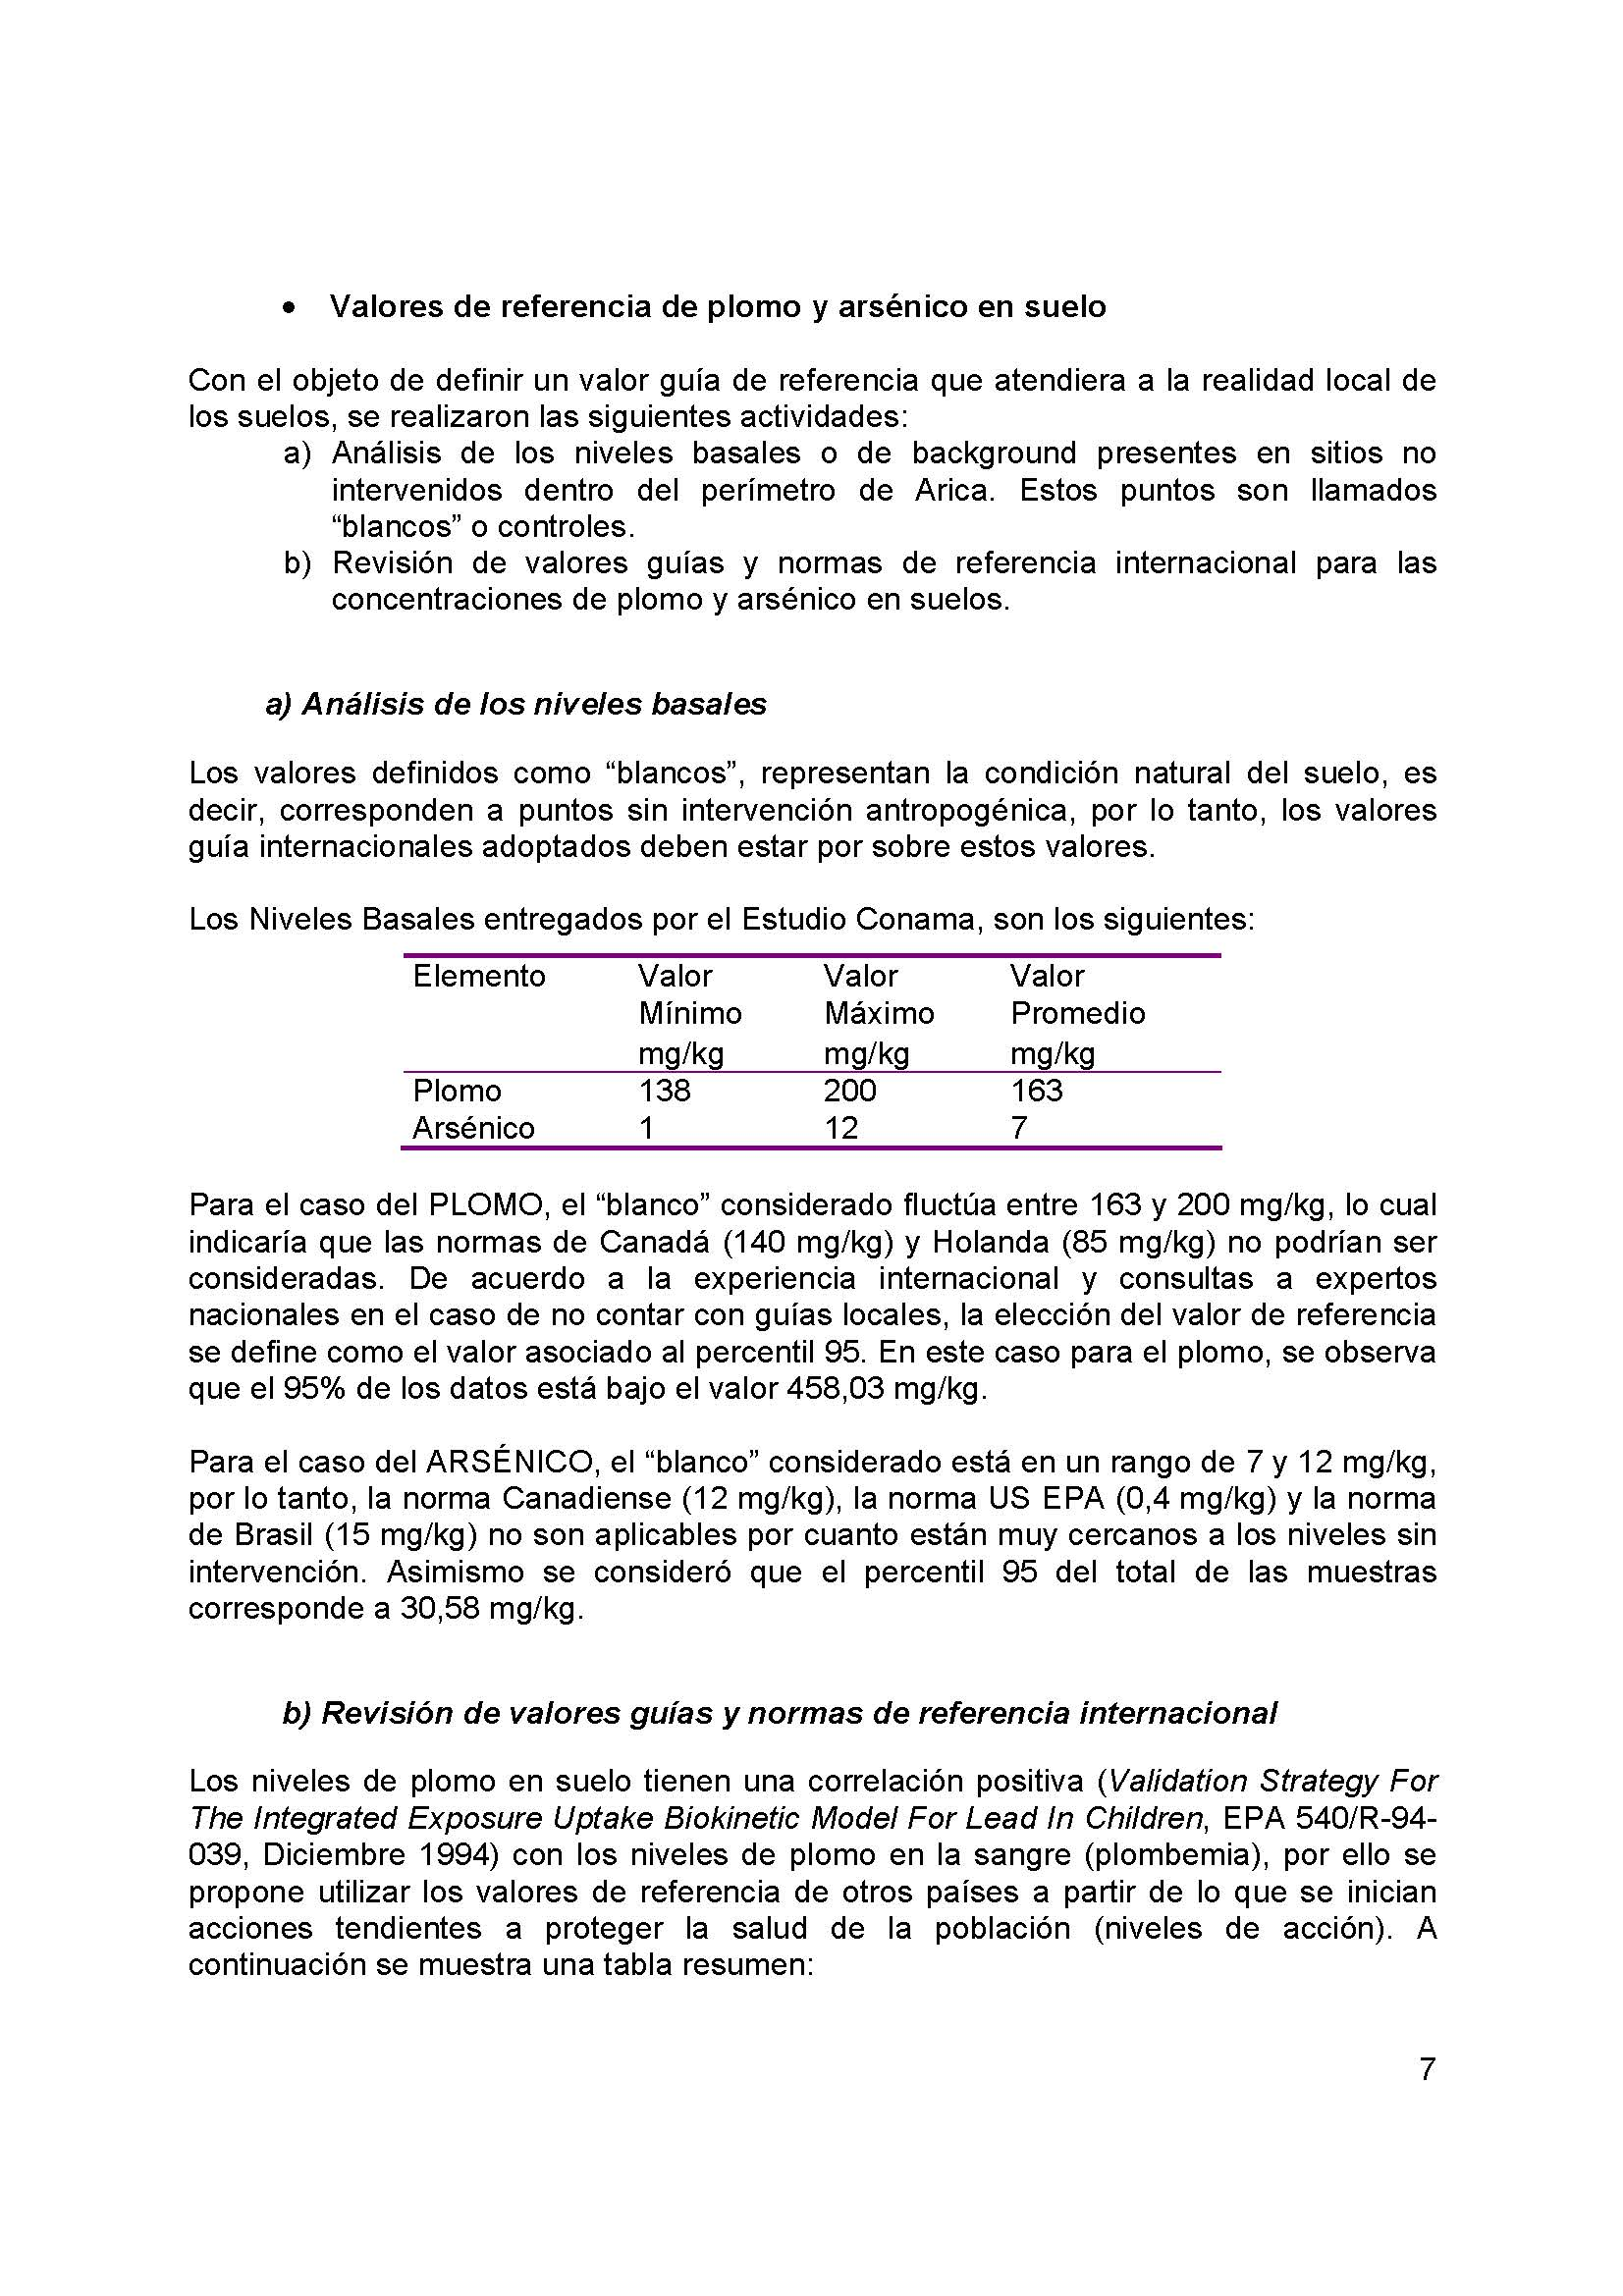 • Valores de referencia de plomo y arsénico en suelo
Con el objeto de definir un valor guía de referencia que atendiera a la realidad local de
los suelos, se realizaron las siguientes actividades:
a) Análisis de los niveles basales o de background presentes en sitios no
intervenidos dentro del perímetro de Arica. Estos puntos son llamados
“blancos” o controles.
b) Revisión de valores guías y normas de referencia internacional para las
concentraciones de plomo y arsénico en suelos.
a) Análisis de los niveles basales
Los valores definidos como “blancos”, representan la condición natural del suelo, es
decir, corresponden a puntos sin intervención antropogénica, por lo tanto, los valores
guía internacionales adoptados deben estar por sobre estos valores.
Los Niveles Basales entregados por el Estudio Conama, son los siguientes:
Elemento Valor Valor Valor
Mínimo Máximo Promedio
mg/kg mg/kg mg/kg
Plomo 138 200 163
Arsénico 1 12 7
Para el caso del PLOMO, el “blanco” considerado fluctúa entre 163 y 200 mg/kg, lo cual
indicaría que las normas de Canadá (140 mg/kg) y Holanda (85 mg/kg) no podrían ser
consideradas. De acuerdo a la experiencia internacional y consultas a expertos
nacionales en el caso de no contar con guías locales, la elección del valor de referencia
se define como el valor asociado al percentil 95. En este caso para el plomo, se observa
que el 95% de los datos está bajo el valor 458,03 mg/kg.
Para el caso del ARSÉNICO, el “blanco” considerado está en un rango de 7 y 12 mg/kg,
por lo tanto, la norma Canadiense (12 mg/kg), la norma US EPA (0,4 mg/kg) y la norma
de Brasil (15 mg/kg) no son aplicables por cuanto están muy cercanos a los niveles sin
intervención. Asimismo se consideró que el percentil 95 del total de las muestras
corresponde a 30,58 mg/kg.
b) Revisión de valores guías y normas de referencia internacional
Los niveles de plomo en suelo tienen una correlación positiva (Validation Strategy For
The Integrated Exposure Uptake Biokinetic Model For Lead In Children, EPA 540/R-94-
039, Diciembre 1994) con los niveles de plomo en la sangre (plombemia), por ello se
propone utilizar los valores de referencia de otros países a partir de lo que se inician
acciones tendientes a proteger la salud de la población (niveles de acción). A
continuación se muestra una tabla resumen:
7